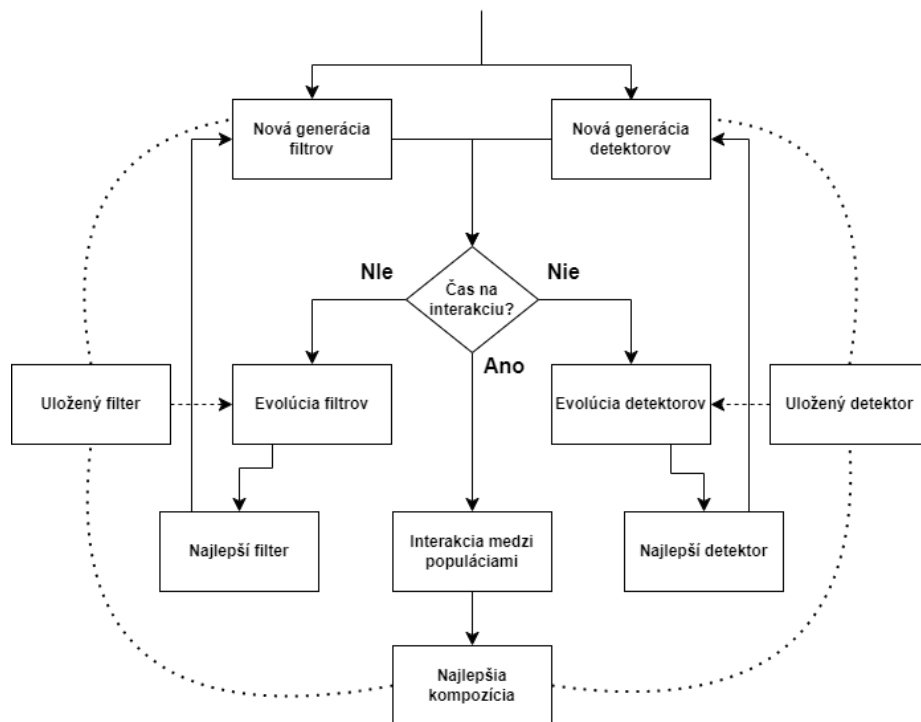 Nová generácia
filtrov
Nová generácia
detektorov
NIe
Nie
Čas na
interakciu?
Ano
Uložený filter
Evolúcia filtrov
Evolúcia detektorov
Uložený detektor
Najlepší filter
Interakcia medzi
populáciami
Najlepší detektor
Najlepšia
kompozícia